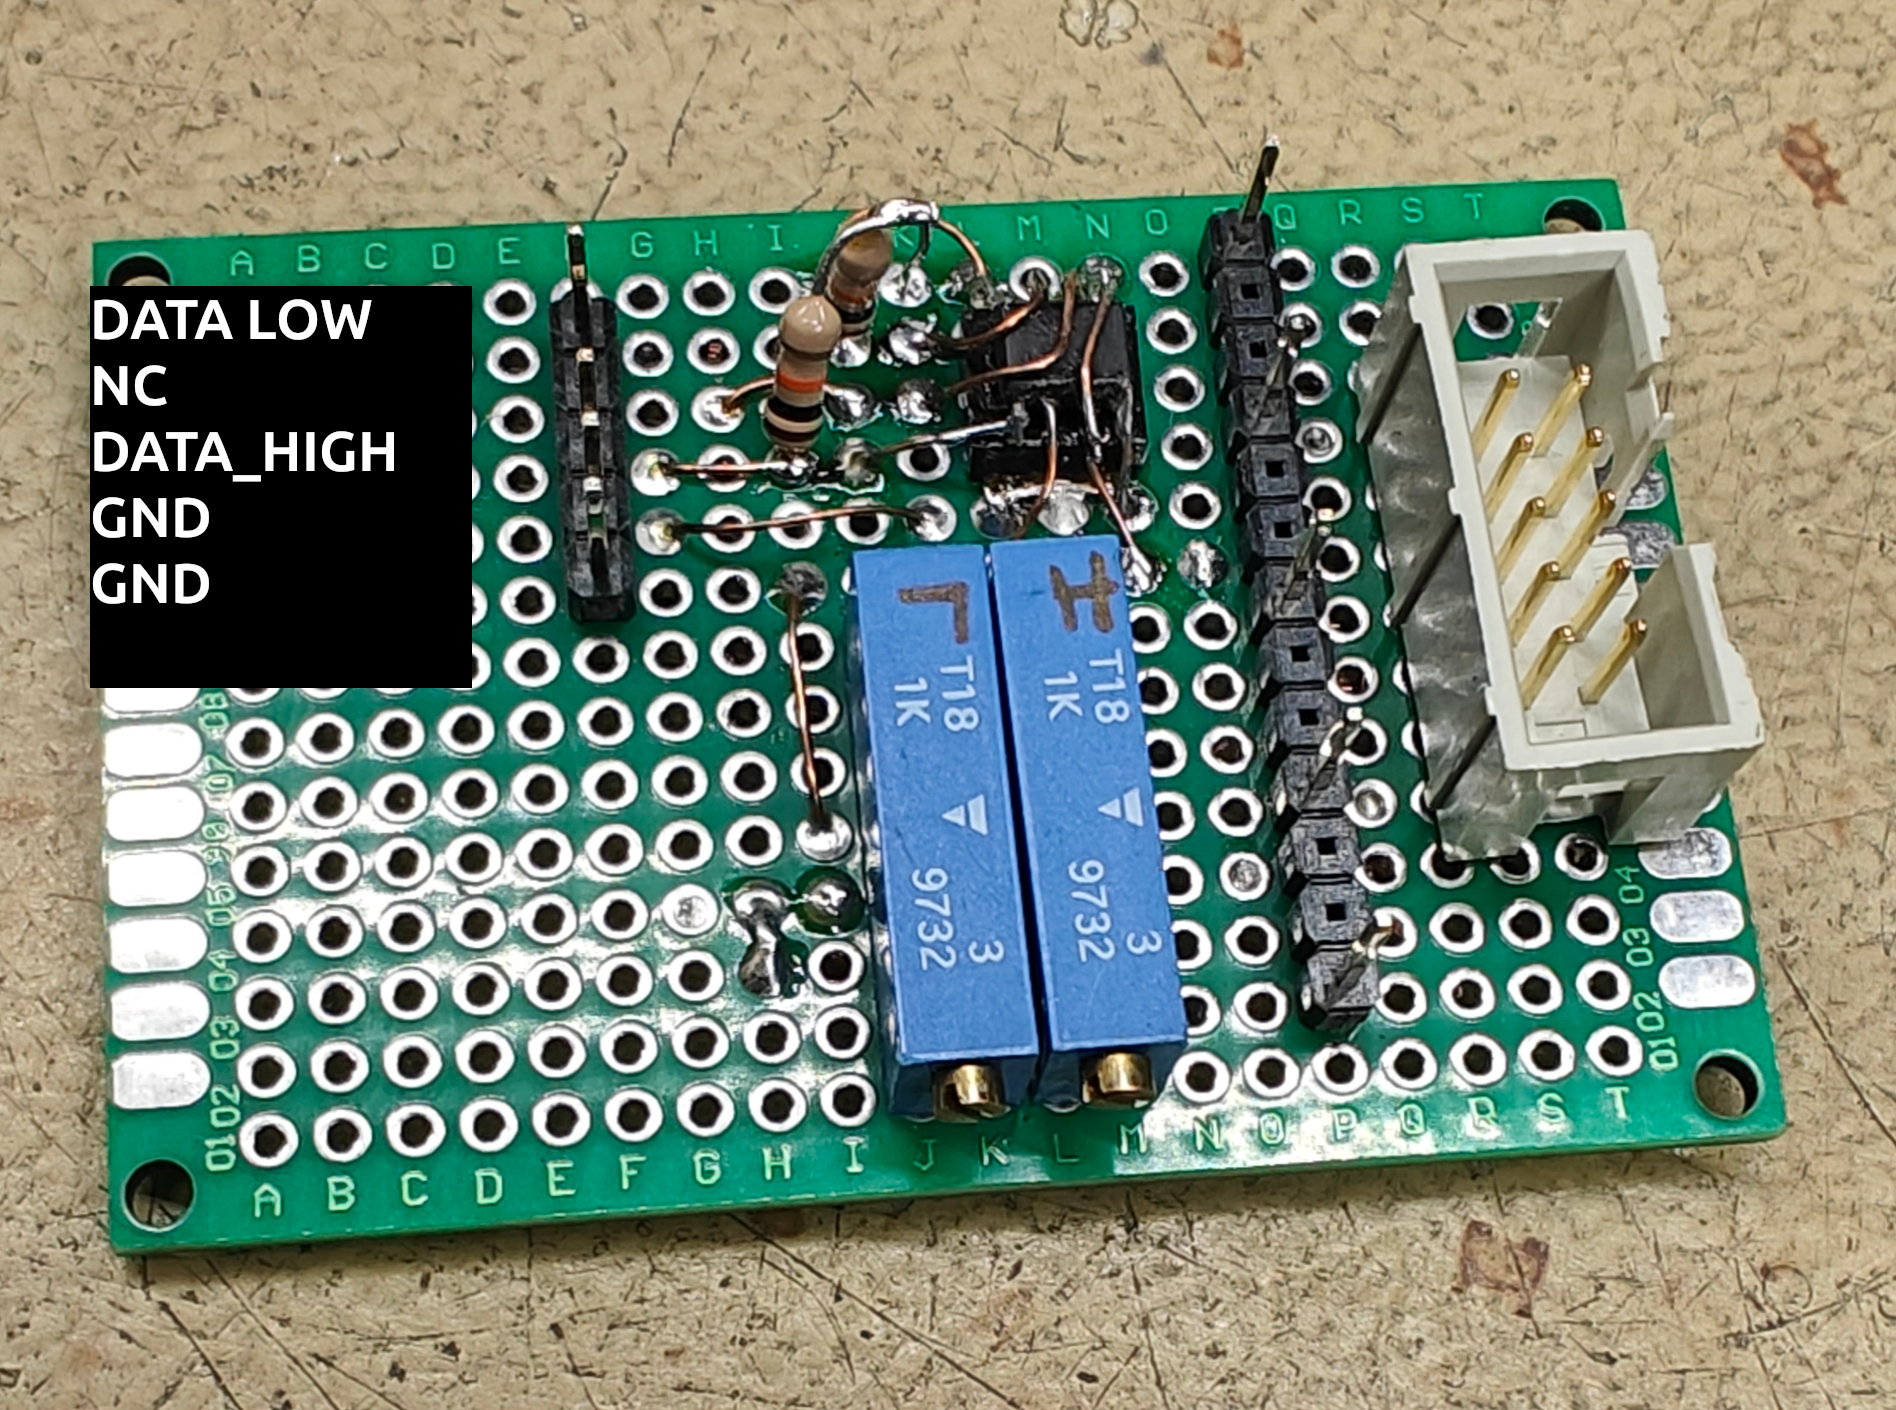 A B C D E G H I K M N O Q R S T
DATA LOW
NC
DATA_HIGH
GND
GND
L H
T18 1K
T18 1K
9732 3
9732 3
08
07
06
05
04
03
02
01
04
03
02
01
A B C D E F G H I J K L M N O P Q R S T